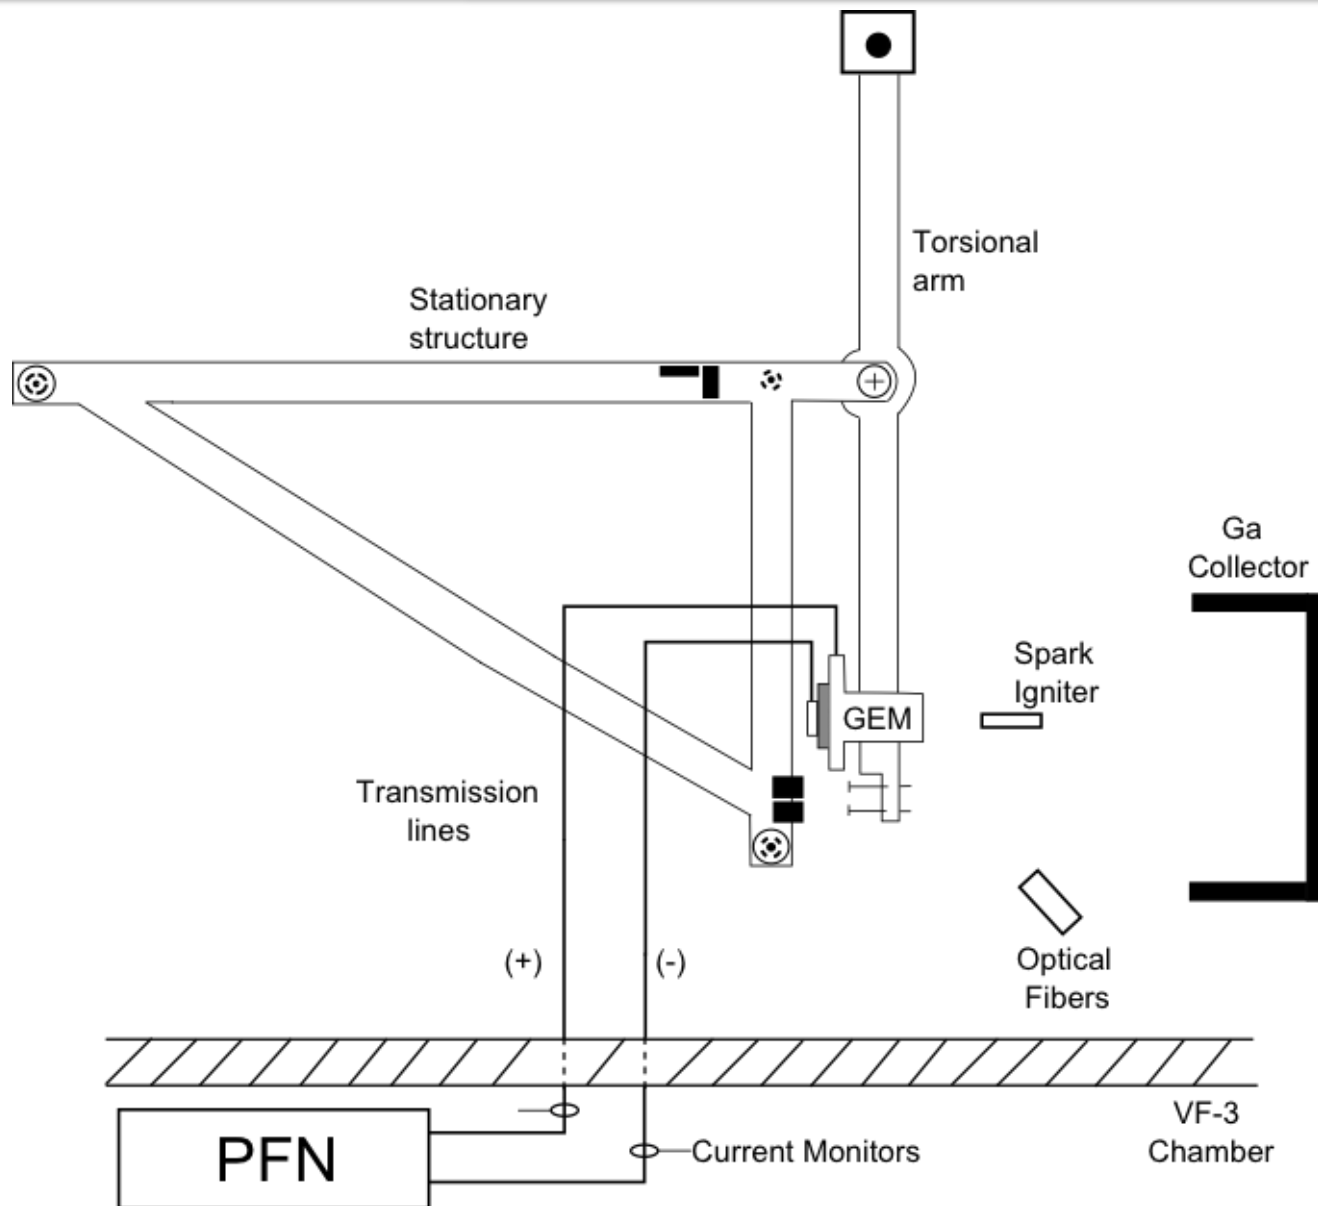 Torsional
arm
Stationary
structure
Ga
Collector
Spark
Igniter
GEM
Transmission
lines
(+)
(-)
Optical
Fibers
VF-3
Chamber
PFN
Current Monitors